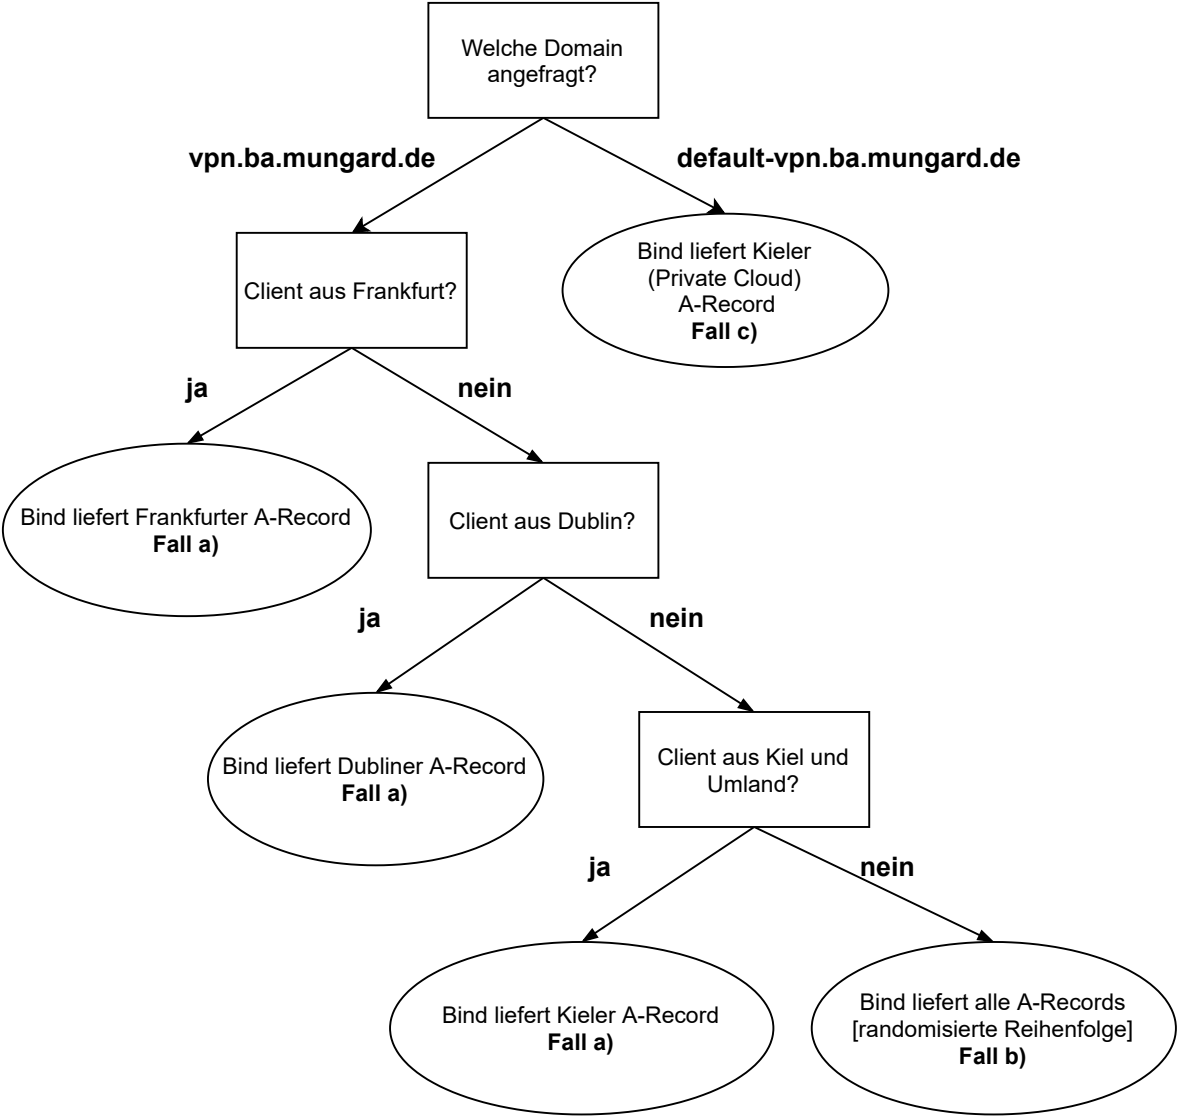 Welche Domain
angefragt?
vpn.ba.mungard.de
default-vpn.ba.mungard.de
Client aus Frankfurt?
Bind liefert Kieler
(Private Cloud)
A-Record
Fall c)
ja
nein
Bind liefert Frankfurter A-Record
Fall a)
Client aus Dublin?
ja
nein
Bind liefert Dubliner A-Record
Fall a)
Client aus Kiel und
Umland?
ja
nein
Bind liefert Kieler A-Record
Fall a)
Bind liefert alle A-Records
[randomisierte Reihenfolge]
Fall b)